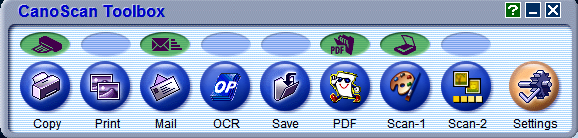 CanoScan Toolbox
?
PDF
OP
Copy Print Mail OCR Save PDF Scan-1 Scan-2 Settings